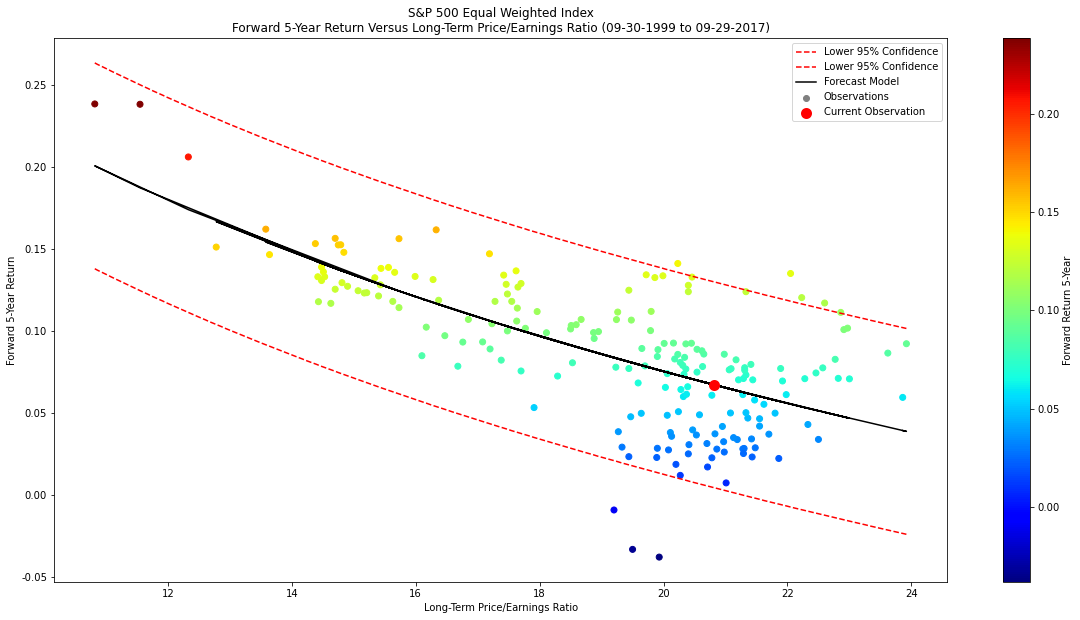 S&P 500 Equal Weighted Index
Forward 5-Year Return Versus Long-Term Price/Earnings Ratio (09-30-1999 to 09-29-2017)
Lower 95% Confidence
Lower 95% Confidence
Forecast Model
Observations
Current Observation
0.25
0.20
0.15
0.10
0.05
0.00
-0.05
Forward 5-Year Return
12
14
16
18
20
22
24
Long-Term Price/Earnings Ratio
0.20
0.15
0.10
0.05
0.00
Forward Return 5-Year